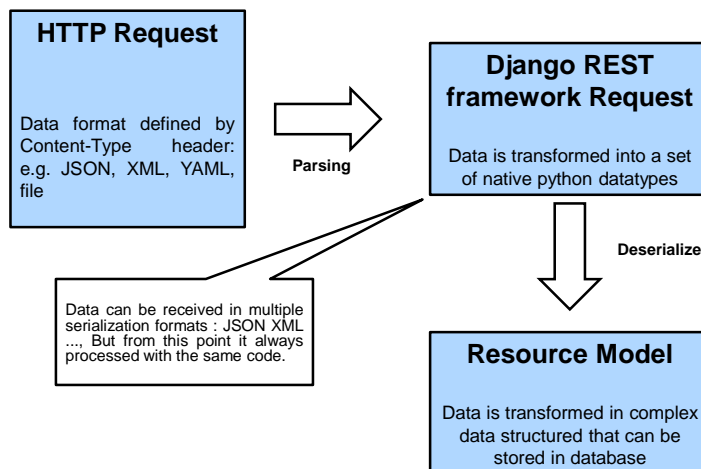 HTTP Request
Data format defined by
Content-Type header:
e.g. JSON, XML, YAML,
file
Parsing
Django REST
framework Request
Data is transformed into a set
of native python datatypes
Deserialize
Data can be received in multiple
serialization formats : JSON XML
..., But from this point it always
processed with the same code.
Resource Model
Data is transformed in complex
data structured that can be
stored in database